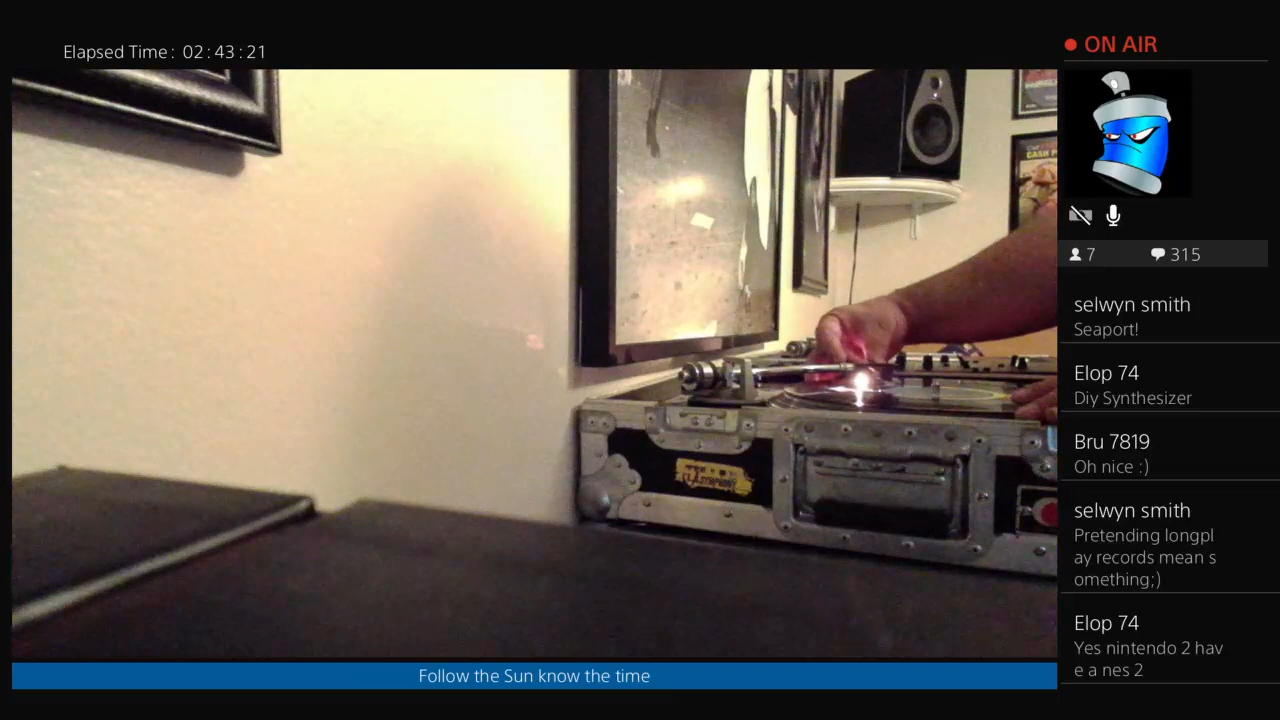 Elapsed Time: 02:43:21
ON AIR
7
315
selwyn smith
Seaport!
Elop 74
Diy Synthesizer
Bru 7819
Oh nice :)
selwyn smith
Pretending longpl
ay records mean s
omething;)
Elop 74
Yes nintendo 2 hav
e a nes 2
CASH P
Follow the Sun know the time